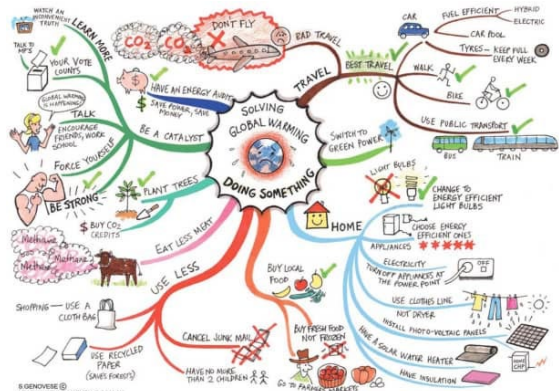 SOLVING
GLOBAL WARMING
DOING SOMETHING
LEARN MORE
WATCH AN
INCONVENIENT
TRUTH
TALK TO
MP'S
YOUR VOTE
COUNTS
GLOBAL WARMING
IS HAPPENING!
TALK
ENCOURAGE
FRIENDS, WORK
SCHOOL
FORCE YOURSELF
BE STRONG
BE A CATALYST
HAVE AN ENERGY AUDIT
SAVE POWER, SAVE
MONEY
PLANT TREES
$ BUY CO2
CREDITS
EAT LESS MEAT
Methane
Methane
Methane
USE LESS
SHOPPING — USE A
CLOTH BAG
USE RECYCLED
PAPER
(SAVES FORESTS)
CANCEL JUNK MAIL
HAVE NO MORE
THAN 2 CHILDREN
BUY LOCAL
FOOD
BUY FRESH FOOD
NOT FROZEN
GO TO FARMERS MARKETS
TRAVEL
BAD TRAVEL
DON'T FLY
CO2
CO2
BEST TRAVEL
CAR
FUEL EFFICIENT
HYBRID
ELECTRIC
CAR POOL
TYRES - KEEP FULL
EVERY WEEK
WALK
BIKE
USE PUBLIC TRANSPORT
BUS
TRAIN
SWITCH TO
GREEN POWER
HOME
LIGHT BULBS
CHANGE TO
ENERGY EFFICIENT
LIGHT BULBS
APPLIANCES
CHOOSE ENERGY
EFFICIENT ONES
ELECTRICITY
TURN OFF APPLIANCES AT
THE POWER POINT
OFF
USE CLOTHES LINE
NOT DRYER
INSTALL PHOTO-VOLTAIC PANELS
HAVE A SOLAR WATER HEATER
HAVE INSULATION